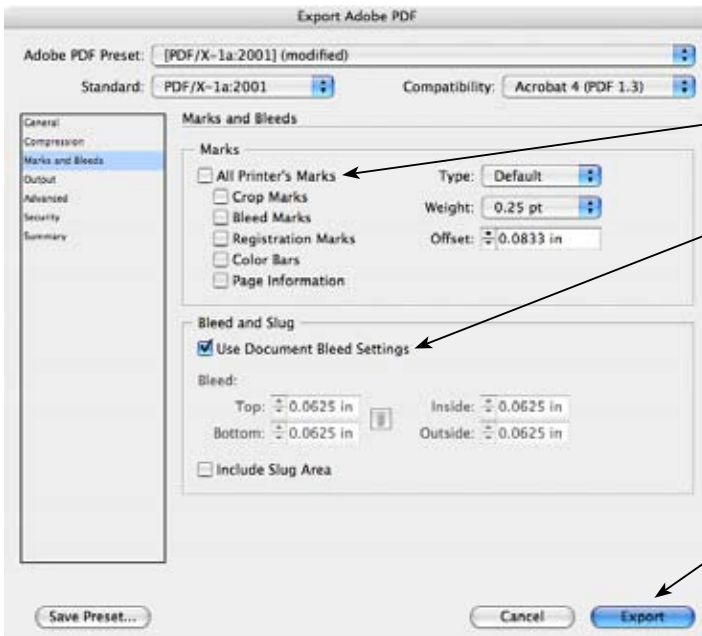 Export Adobe PDF
Adobe PDF Preset: [PDF/X-1a:2001] (modified)
Standard: PDF/X-1a:2001 Compatibility: Acrobat 4 (PDF 1.3)
General
Compression
Marks and Bleeds
Output
Advanced
Security
Summary
Marks and Bleeds
Marks
All Printer's Marks
Crop Marks
Bleed Marks
Registration Marks
Color Bars
Page Information
Type: Default
Weight: 0.25 pt
Offset: 0.0833 in
Bleed and Slug
Use Document Bleed Settings
Bleed:
Top: 0.0625 in Inside: 0.0625 in
Bottom: 0.0625 in Outside: 0.0625 in
Include Slug Area
Save Preset... Cancel Export